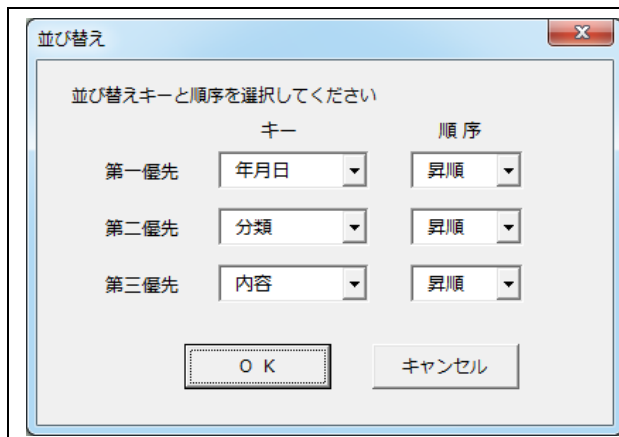 並び替え
並び替えキーと順序を選択してください
キー 順 序
第一優先 年月日 昇順
第二優先 分類 昇順
第三優先 内容 昇順
O K キャンセル